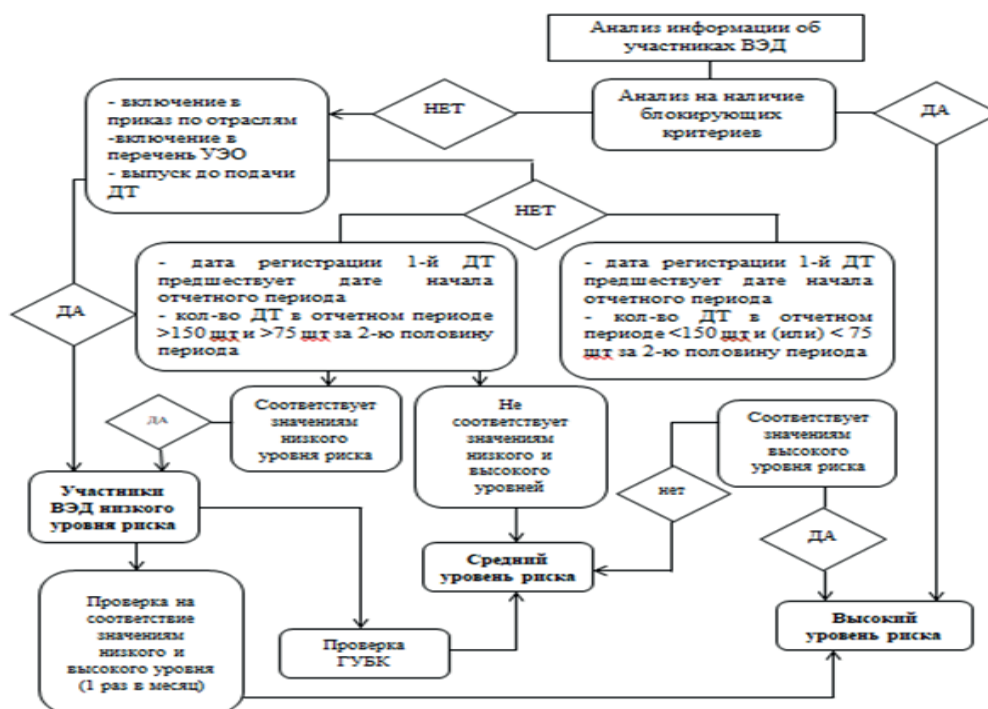 Анализ информации об
участниках ВЭД
- включение в
приказ по отраслям
-включение в
перечень УЭО
- выпуск до подачи
ДТ
НЕТ
Анализ на наличие
блокирующих
критериев
ДА
НЕТ
ДА
- дата регистрации 1-й ДТ
предшествует дате начала
отчетного периода
- кол-во ДТ в отчетном периоде
>150 шт и >75 шт за 2-ю половину
периода
- дата регистрации 1-й ДТ
предшествует дате начала
отчетного периода
- кол-во ДТ в отчетном
периоде <150 шт и (или) < 75
шт за 2-ю половину периода
ДА
Соответствует
значениям
низкого
уровня риска
Не
соответствует
значениям
низкого и
высокого
уровней
Соответствует
значениям
высокого
уровня риска
нет
ДА
Участники
ВЭД низкого
уровня риска
Средний
уровень риска
Проверка на
соответствие
значениям
низкого и
высокого уровня
(1 раз в месяц)
Проверка
ГУБК
Высокий
уровень риска